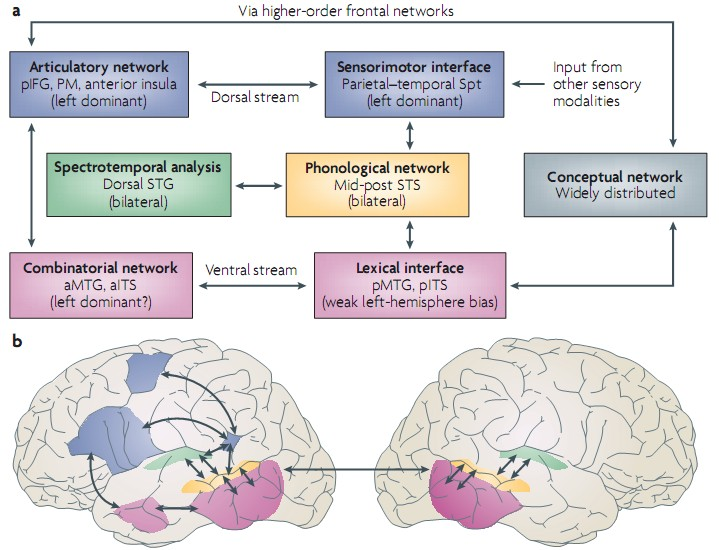 a
Via higher-order frontal networks
Articulatory network
pIFG, PM, anterior insula
(left dominant)
Dorsal stream
Sensorimotor interface
Parietal–temporal Spt
(left dominant)
Input from
other sensory
modalities
Spectrotemporal analysis
Dorsal STG
(bilateral)
Phonological network
Mid-post STS
(bilateral)
Conceptual network
Widely distributed
Combinatorial network
aMTG, aITS
(left dominant?)
Ventral stream
Lexical interface
pMTG, pITS
(weak left-hemisphere bias)
b